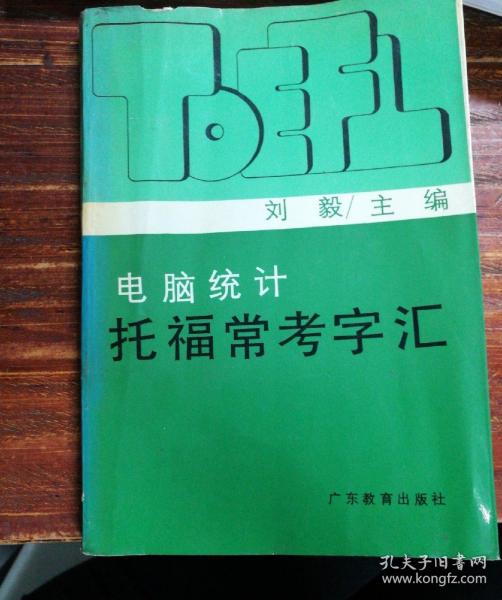 TOEFL
刘毅/主编
电脑统计
托福常考字汇
广东教育出版社
孔夫子旧书网
www.kongfz.com